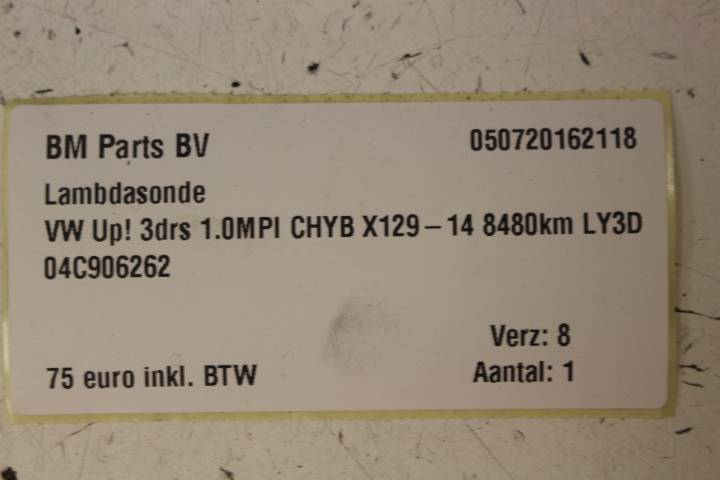 BM Parts BV 050720162118
Lambdasonde
VW Up! 3drs 1.0MPI CHYB X129-14 8480km LY3D
04C906262
Verz: 8
75 euro inkl. BTW Aantal: 1